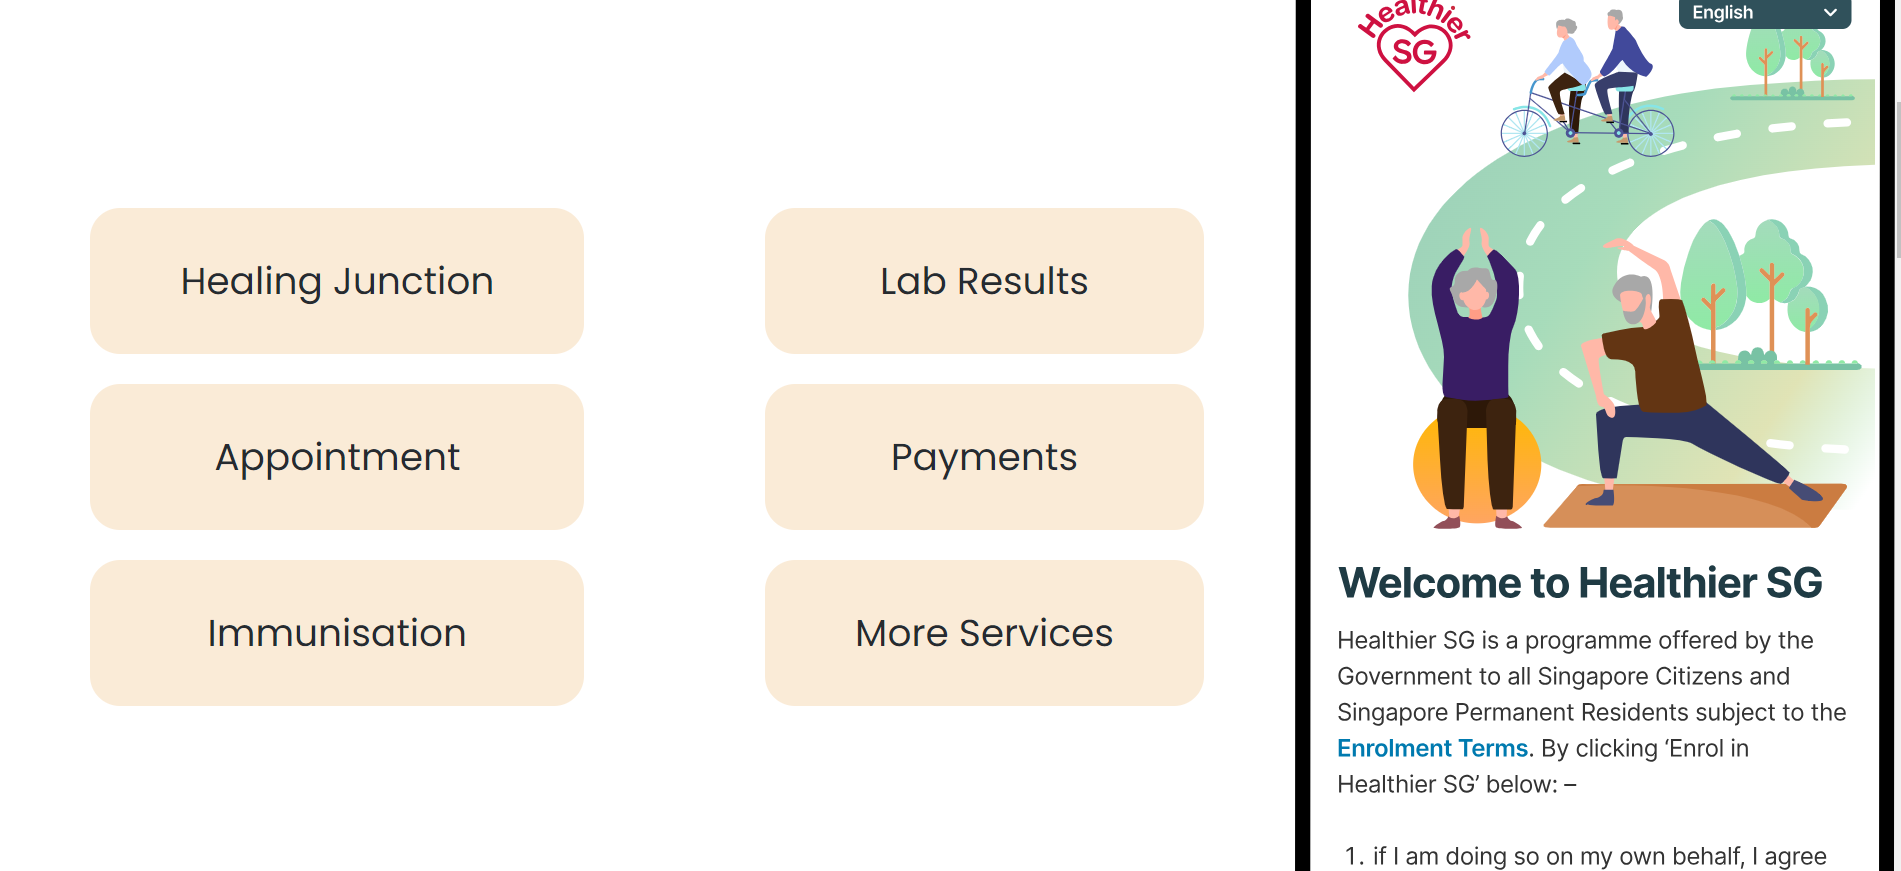 Healing Junction
Lab Results
Appointment
Payments
Immunisation
More Services
Healthier
SG
English
Welcome to Healthier SG
Healthier SG is a programme offered by the
Government to all Singapore Citizens and
Singapore Permanent Residents subject to the
Enrolment Terms. By clicking ‘Enrol in
Healthier SG’ below: –
1. if I am doing so on my own behalf, I agree